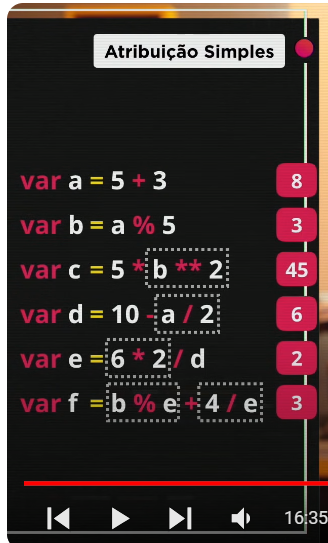 Atribuição Simples
var a = 5 + 3 8
var b = a % 5 3
var c = 5 * b ** 2 45
var d = 10 - a / 2 6
var e = 6 * 2 / d 2
var f = b % e + 4 / e 3
16:35